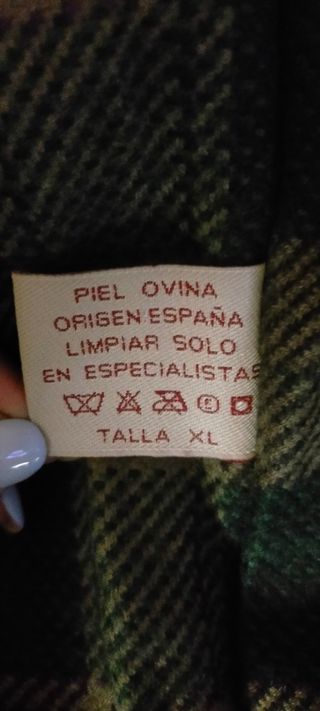 PIEL OVINA
ORIGEN ESPAÑA
LIMPIAR SOLO
EN ESPECIALISTAS
TALLA XL